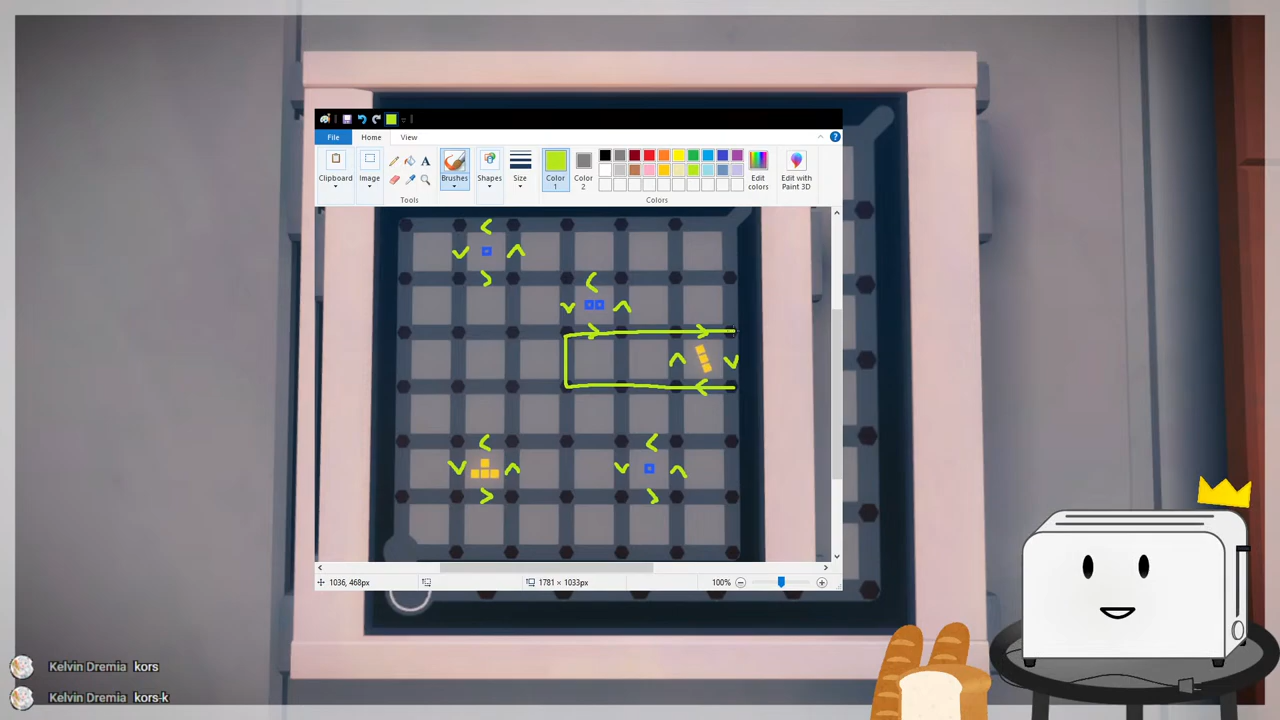 File
Home
View
Clipboard
Image
A
Tools
Brushes
Shapes
Size
Color
1
Color
2
Edit
colors
Edit with
Paint 3D
Colors
1036, 468px
1781 × 1033px
100%
Kelvin Dremia kors
Kelvin Dremia kors-k